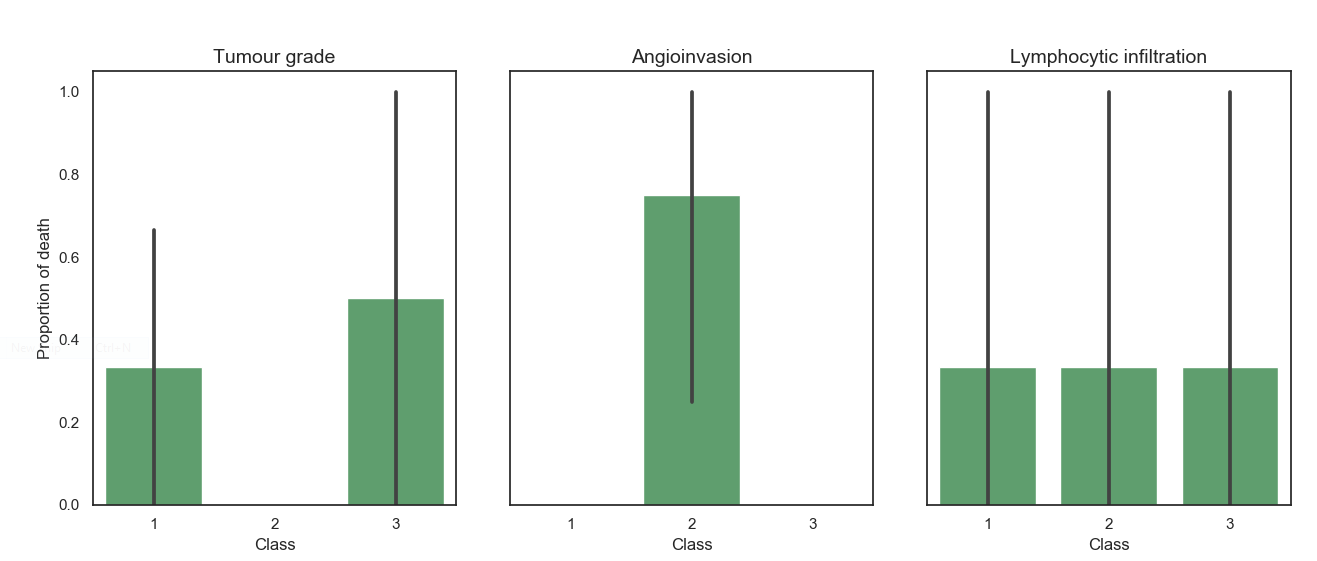 Tumour grade
Angioinvasion
Lymphocytic infiltration
Proportion of death
1.0
0.8
0.6
0.4
0.2
0.0
1 2 3
1 2 3
1 2 3
Class
Class
Class
Ctrl+N